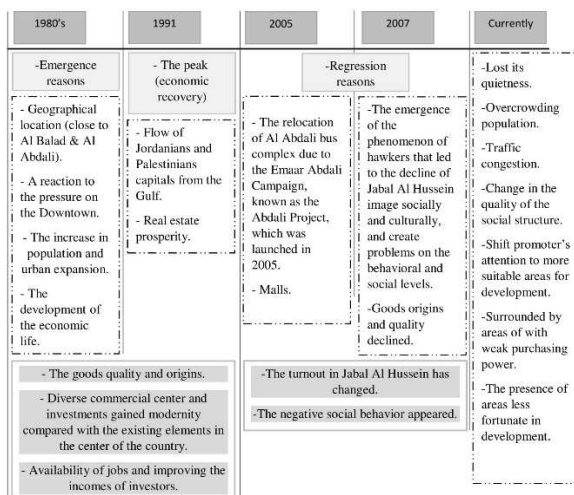 1980's
1991
2005
2007
Currently
-Emergence
reasons
- The peak
(economic
recovery)
-Regression
reasons
- Geographical
location (close to
Al Balad & Al
Abdali).
- A reaction to
the pressure on
the Downtown.
- The increase in
population and
urban expansion.
- The
development of
the economic
life.
- Flow of
Jordanians and
Palestinians
capitals from the
Gulf.
- Real estate
prosperity.
- The relocation
of Al Abdali bus
complex due to
the Emaar Abdali
Campaign,
known as the
Abdali Project,
which was
launched in
2005.
- Malls.
-The emergence
of the
phenomenon of
hawkers that led
to the decline of
Jabal Al Hussein
image socially
and culturally,
and create
problems on the
behavioral and
social levels.
-Goods origins
and quality
declined.
-Lost its
quietness.
-Overcrowding
population.
-Traffic
congestion.
-Change in the
quality of the
social structure.
-Shift promoter's
attention to more
suitable areas for
development.
-Surrounded by
areas of with
weak purchasing
power.
-The presence of
areas less
fortunate in
development.
- The goods quality and origins.
- Diverse commercial center and
investments gained modernity
compared with the existing elements in
the center of the country.
- Availability of jobs and improving the
incomes of investors.
-The turnout in Jabal Al Hussein has
changed.
-The negative social behavior appeared.